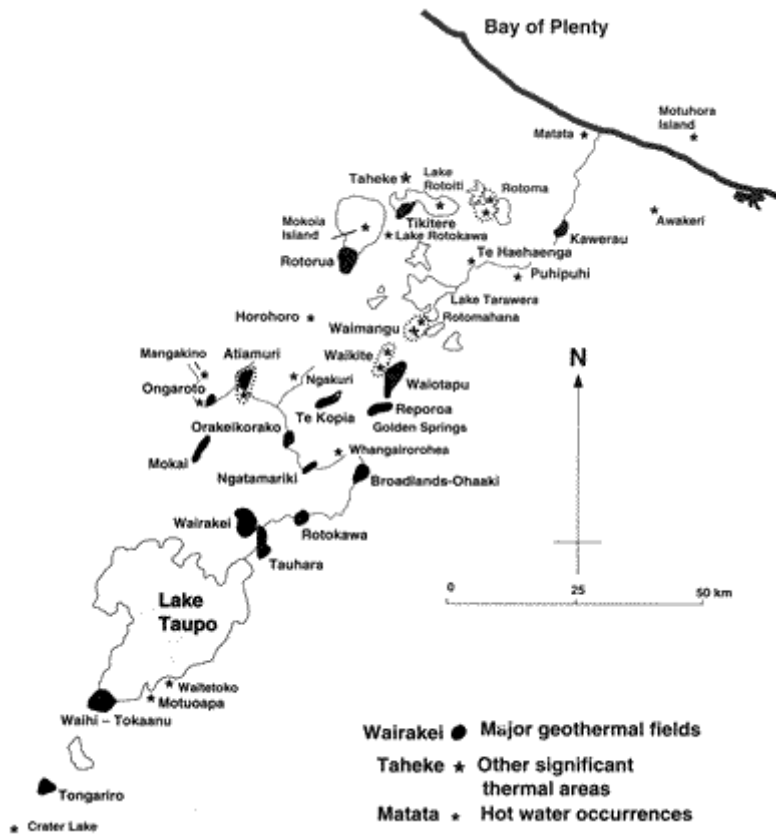 Bay of Plenty
Motuhora
Island
Matata
Taheke
Lake
Rotoiti
Rotoma
Mokoia
Island
Tikitere
Lake Rotokawa
Awakeri
Kawerau
Te Haehaenga
Rotorua
Puhipuhi
Lake Tarawera
Horohoro
Rotomahana
Waimangu
Mangakino
Atiamuri
Waikite
N
Ongaroto
Ngakuri
Waiotapu
Te Kopia
Reporoa
Golden Springs
Orakeikorako
Whangairorohea
Mokai
Ngatamariki
Broadlands-Ohaaki
Wairakei
Rotokawa
Tauhara
0 25 50 km
Lake
Taupo
Waitetoko
Motuoapa
Waihi – Tokaanu
Wairakei Major geothermal fields
Taheke Other significant
thermal areas
Tongariro
Matata Hot water occurrences
Crater Lake